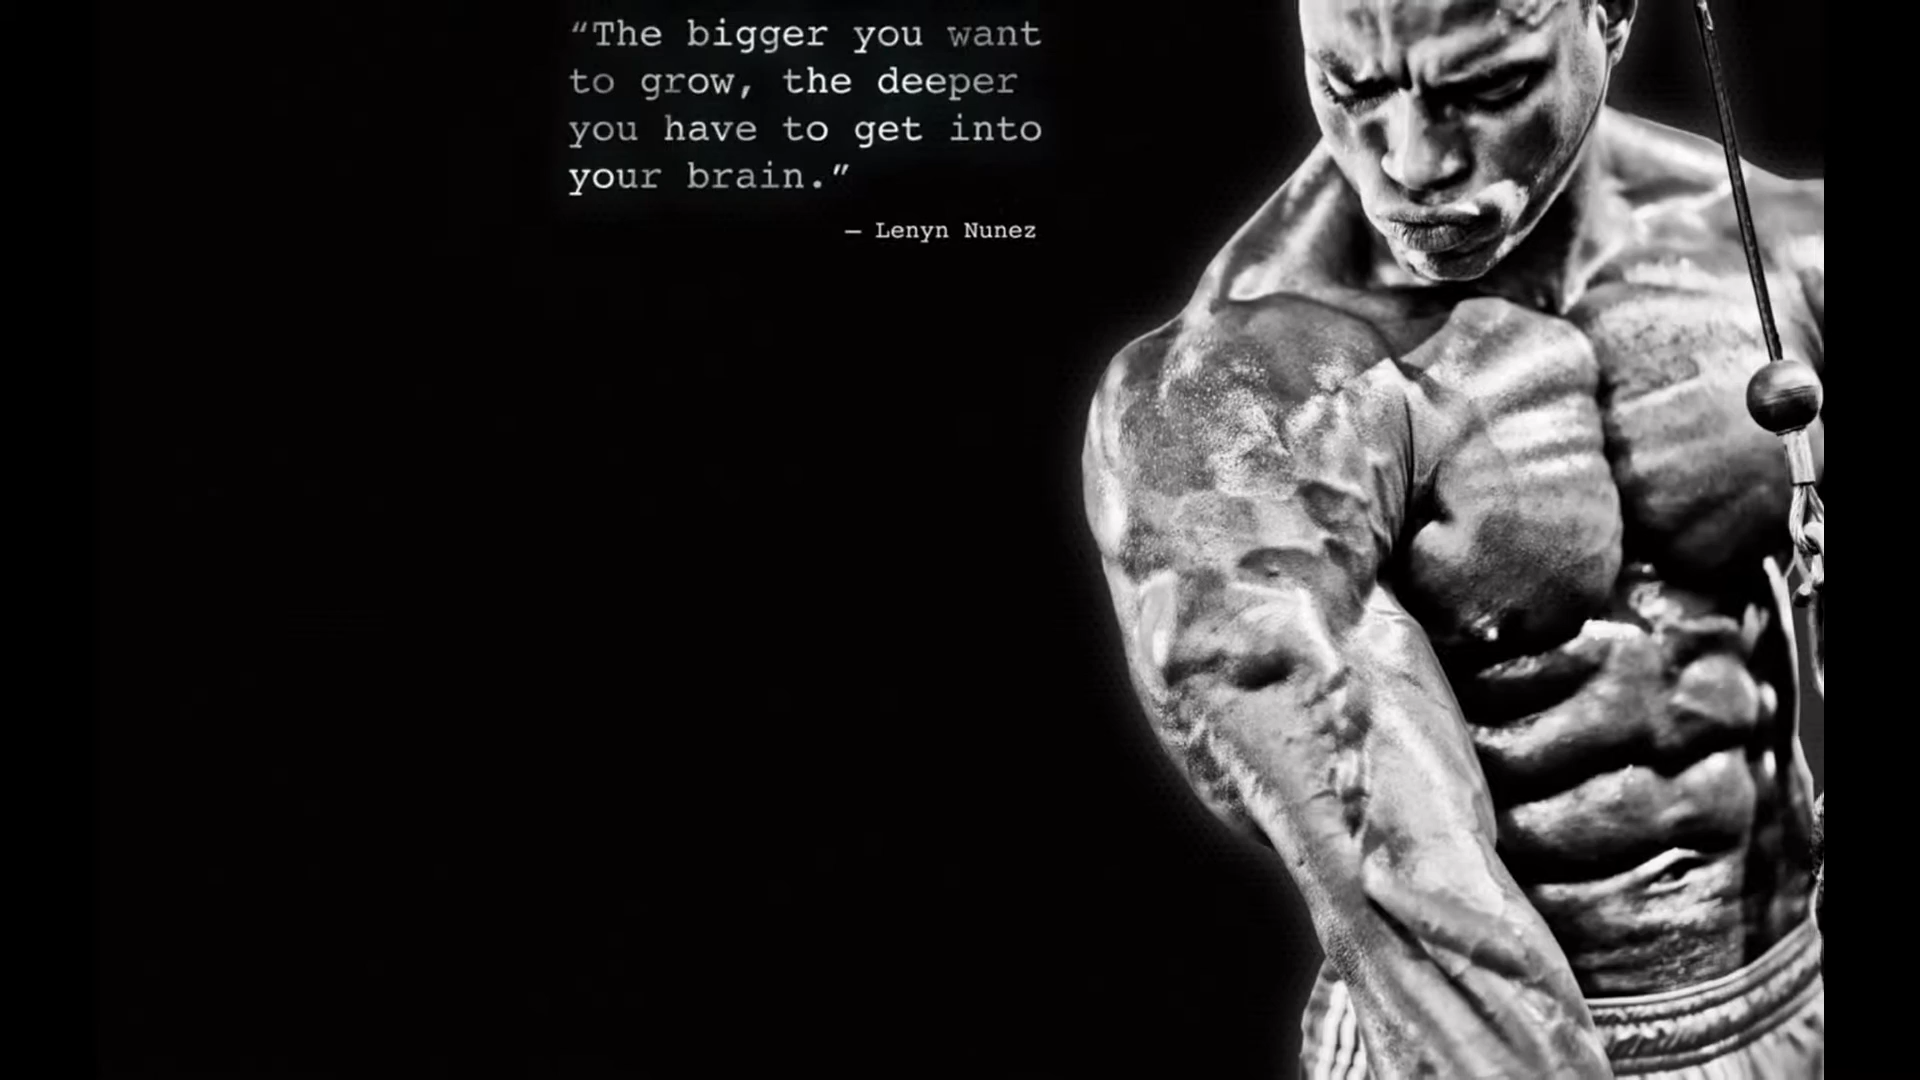 “The bigger you want
to grow, the deeper
you have to get into
your brain.”
— Lenyn Nunez